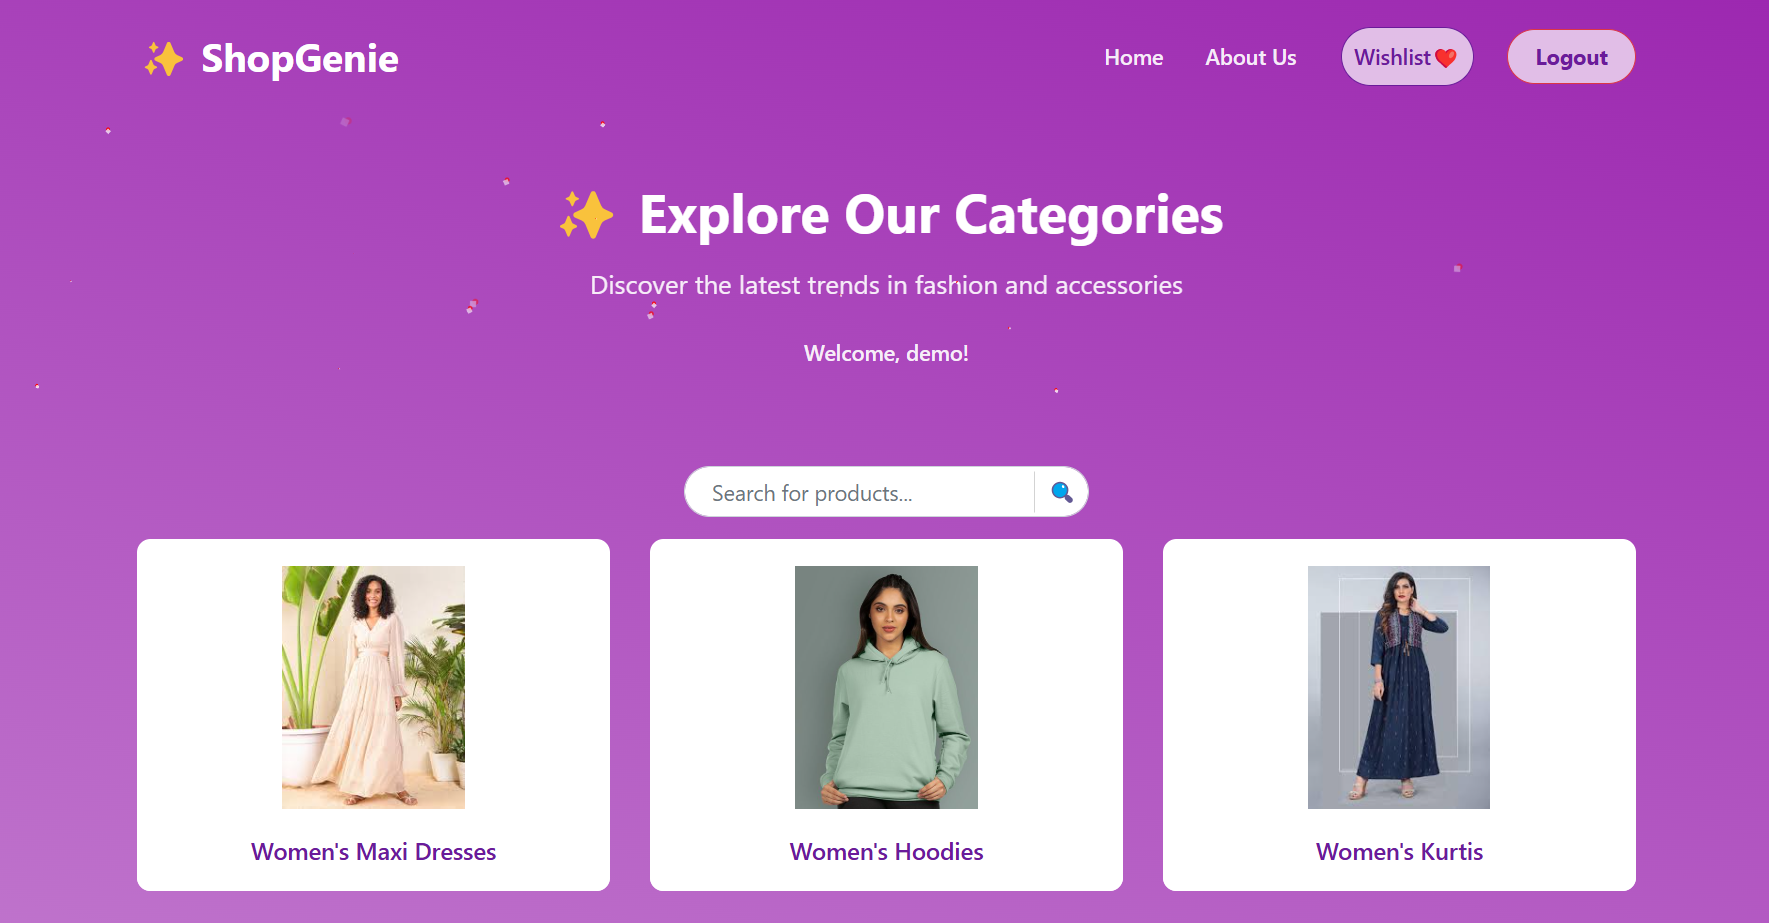 ✨ ShopGenie
Home
About Us
Wishlist❤️
Logout
✨ Explore Our Categories
Discover the latest trends in fashion and accessories
Welcome, demo!
Search for products...
Women's Maxi Dresses
Women's Hoodies
Women's Kurtis